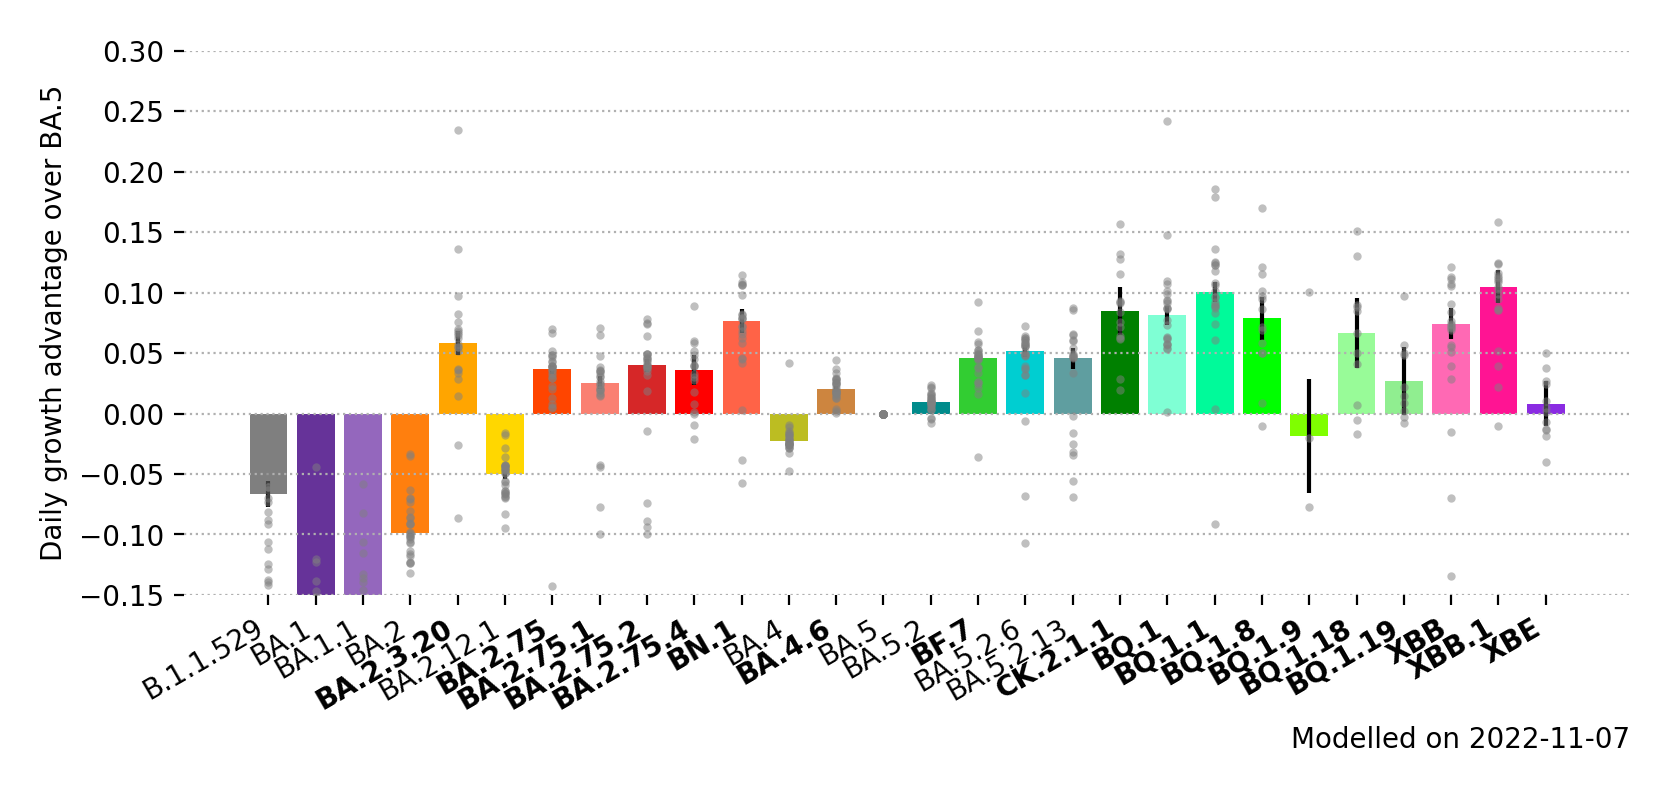 Daily growth advantage over BA.5
0.30
0.25
0.20
0.15
0.10
0.05
0.00
−0.05
−0.10
−0.15
B.1.1.529
BA.1
BA.1.1
BA.2
BA.2.3.20
BA.2.12.1
BA.2.75
BA.2.75.1
BA.2.75.2
BA.2.75.4
BN.1
BA.4
BA.4.6
BA.5
BA.5.2
BF.7
BA.5.2.6
BA.5.2.13
CK.2.1.1
BQ.1
BQ.1.1
BQ.1.8
BQ.1.9
BQ.1.18
BQ.1.19
XBB
XBB.1
XBE
Modelled on 2022-11-07